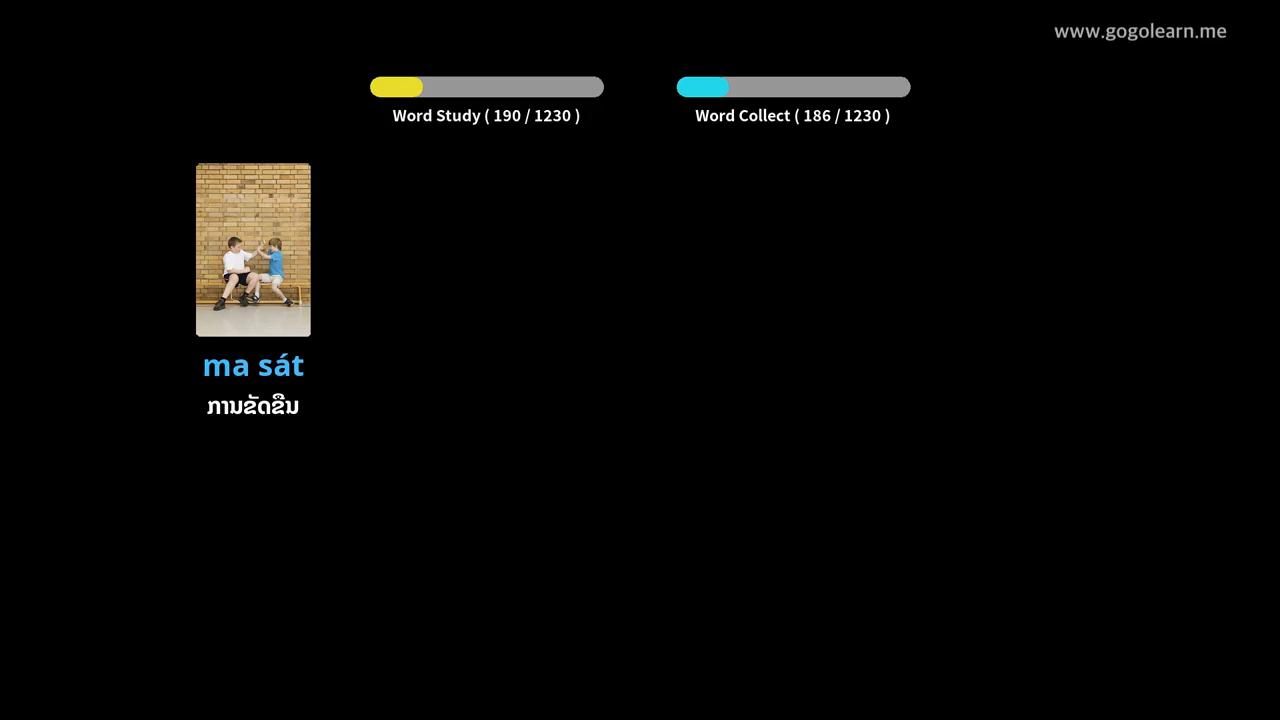 www.gogolearn.me
Word Study ( 190 / 1230 )
Word Collect ( 186 / 1230 )
ma sát
ການຂັດຂືນ